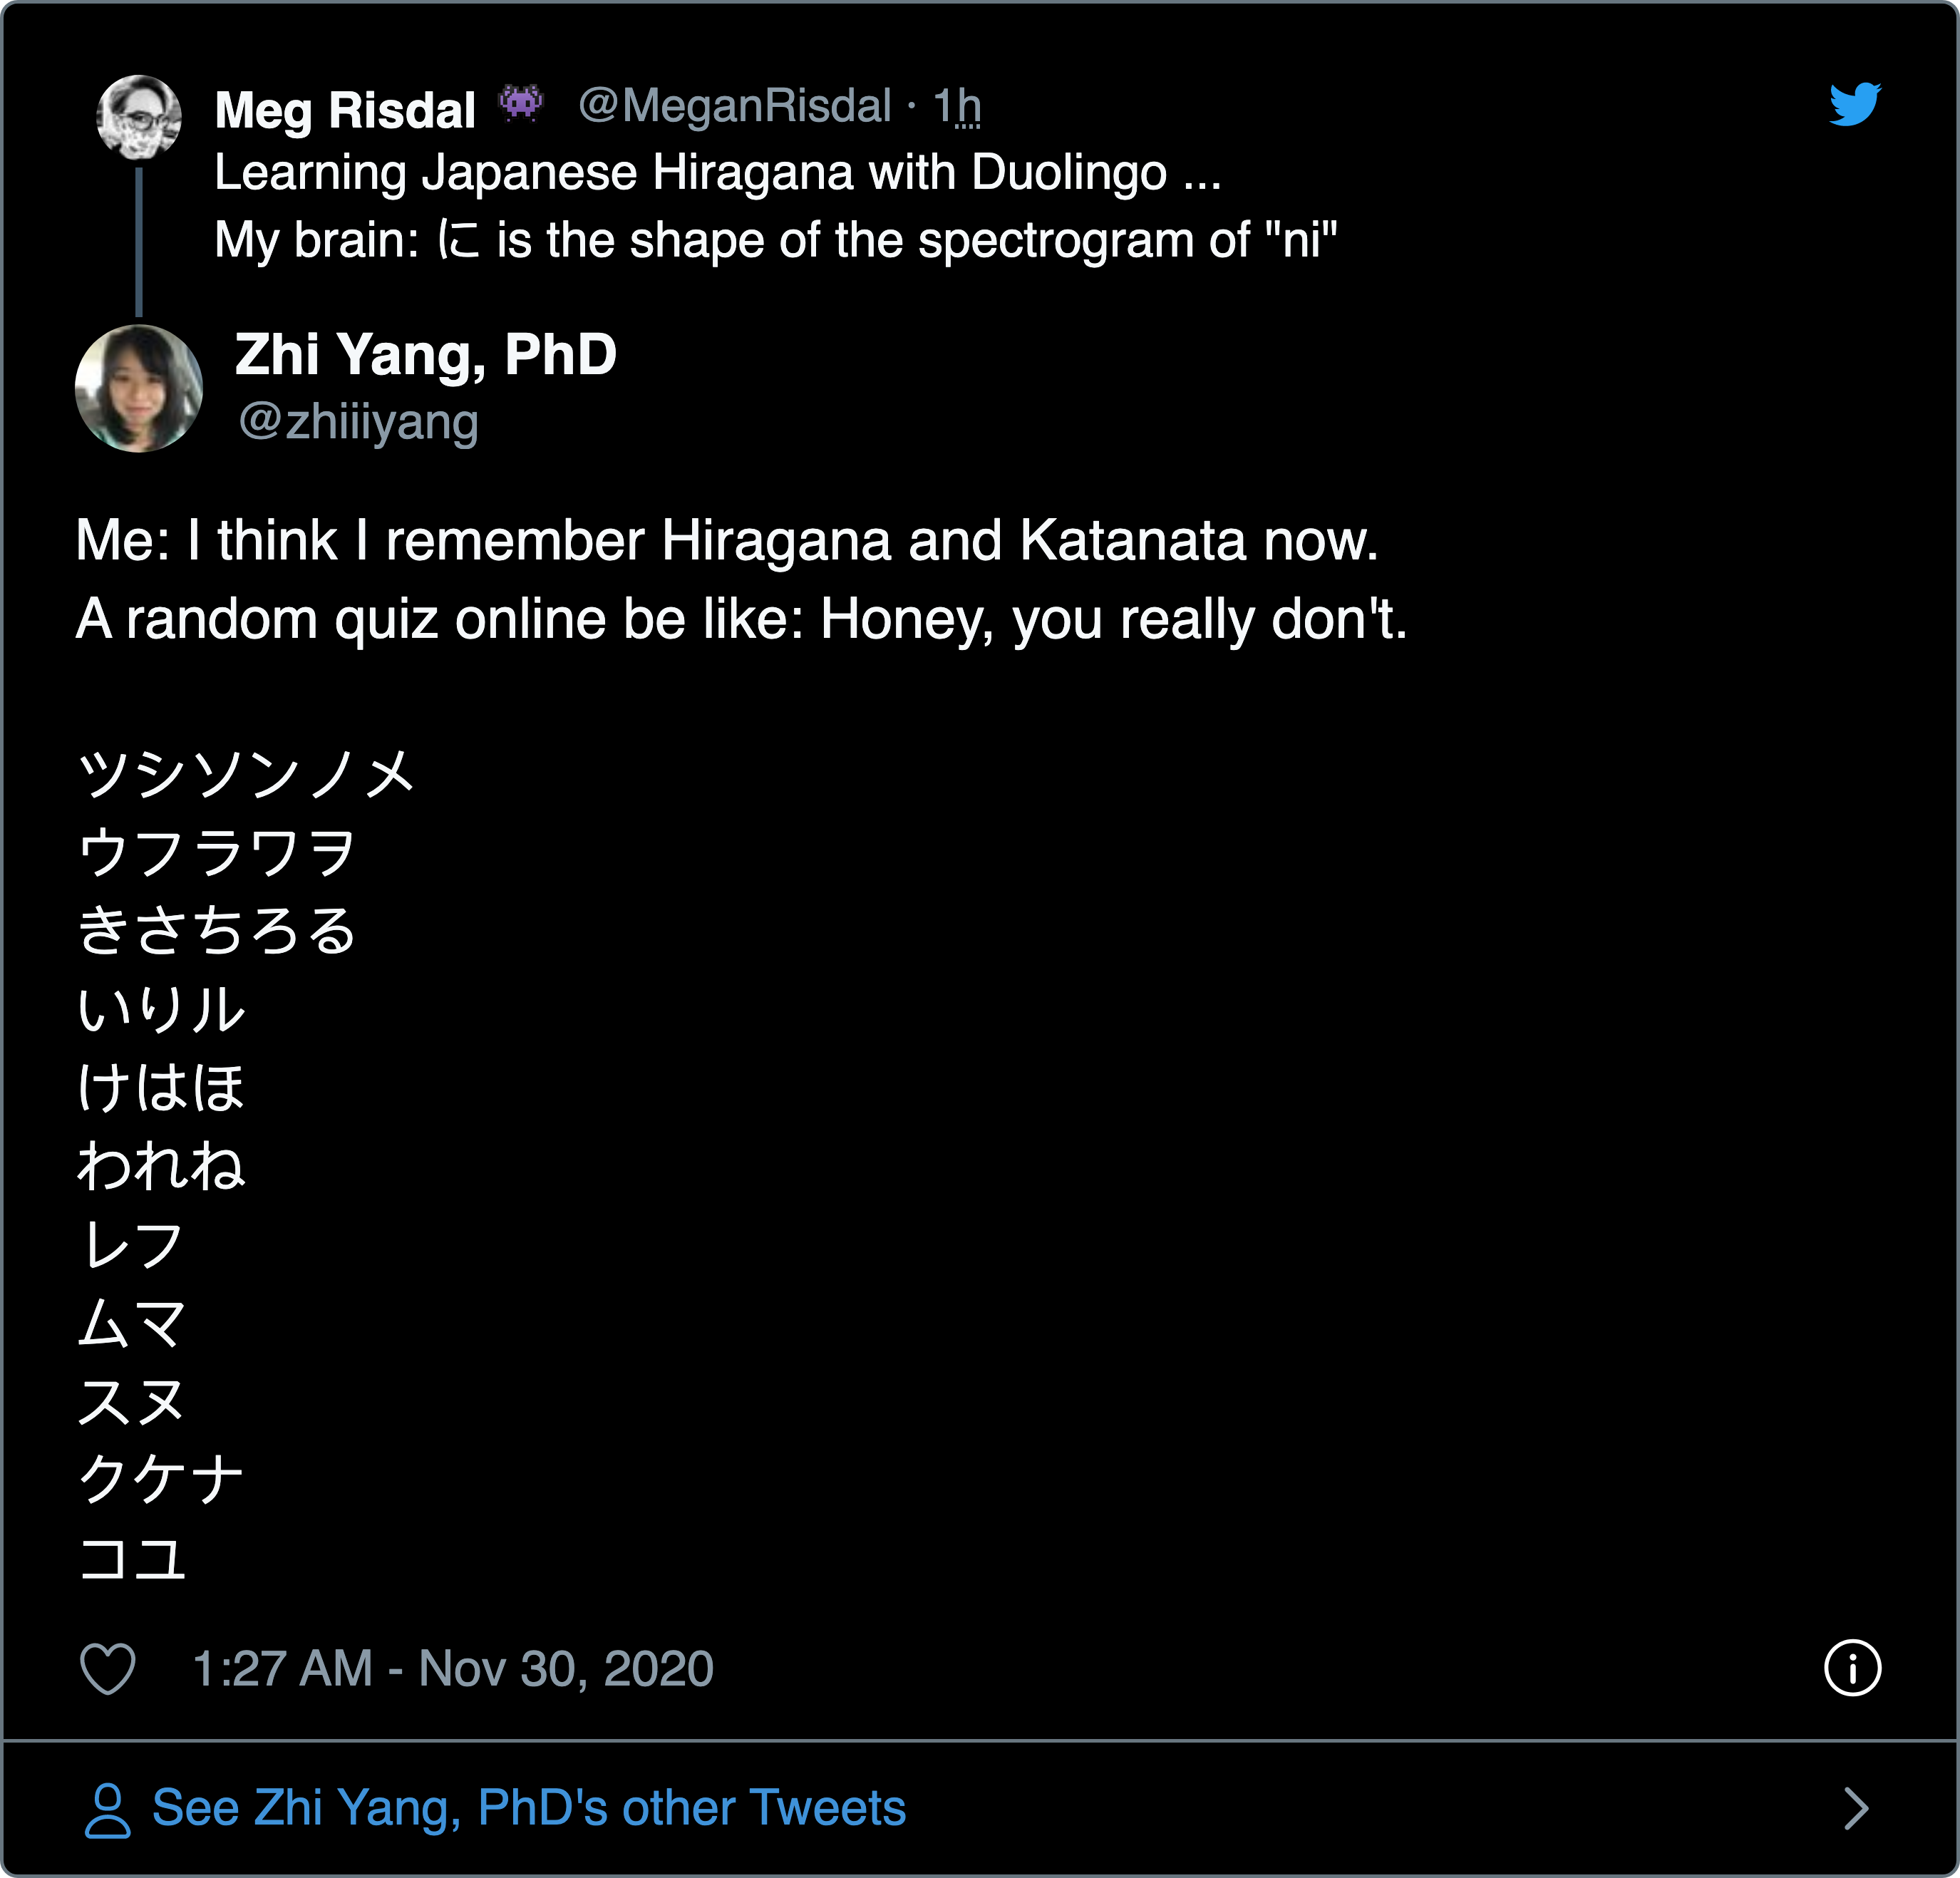 Meg Risdal 👾 @MeganRisdal · 1h
Learning Japanese Hiragana with Duolingo ...
My brain: に is the shape of the spectrogram of "ni"
Zhi Yang, PhD
@zhiiiyang
Me: I think I remember Hiragana and Katanata now.
A random quiz online be like: Honey, you really don't.
ツシソンノメ
ウフラワヲ
きさちろる
いりル
けはほ
われね
レフ
ムマ
スヌ
クケナ
コユ
1:27 AM - Nov 30, 2020
See Zhi Yang, PhD's other Tweets